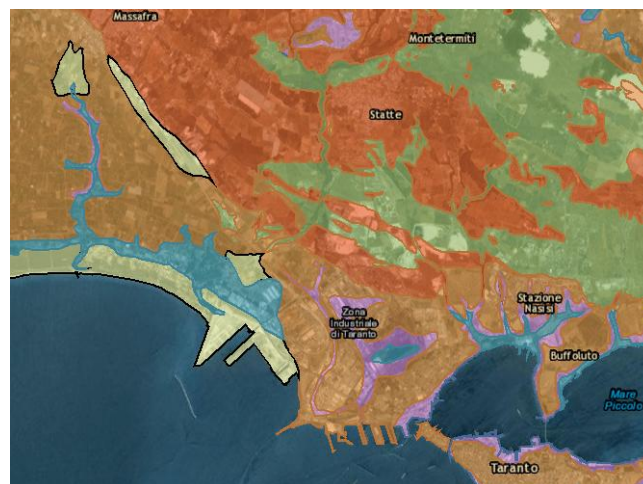 Massafra
Montetermiti
Statte
Stazione
Nasisi
Zona
Industriale
di Taranto
Buffoluto
Mare
Piccolo
Taranto